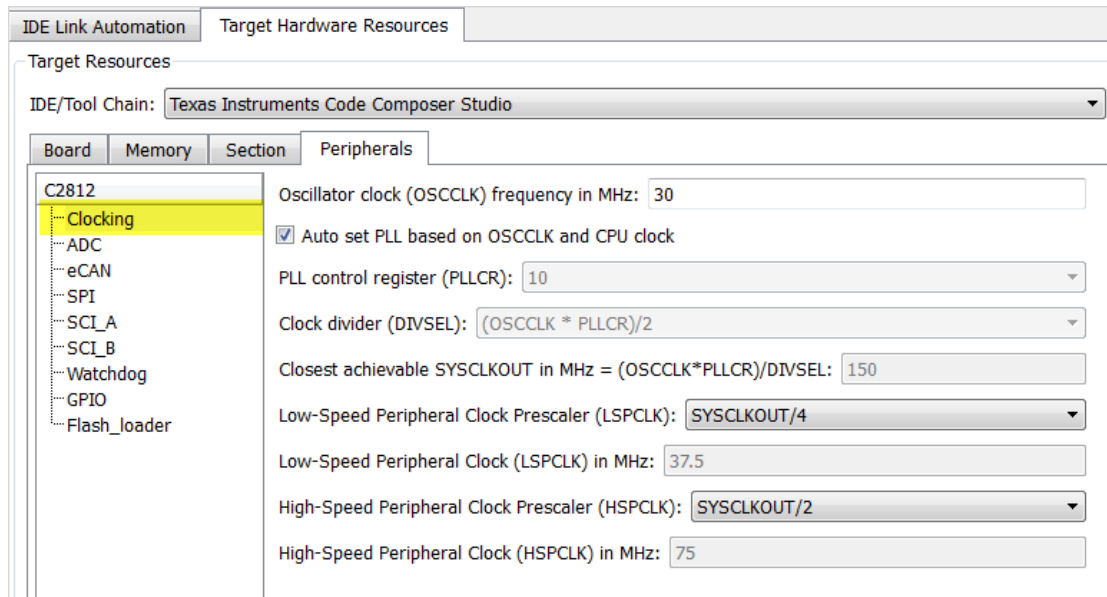 IDE Link Automation Target Hardware Resources
Target Resources
IDE/Tool Chain: Texas Instruments Code Composer Studio
Board Memory Section Peripherals
C2812
Clocking
ADC
eCAN
SPI
SCI_A
SCI_B
Watchdog
GPIO
Flash_loader
Oscillator clock (OSCCLK) frequency in MHz: 30
Auto set PLL based on OSCCLK and CPU clock
PLL control register (PLLCR): 10
Clock divider (DIVSEL): (OSCCLK * PLLCR)/2
Closest achievable SYSCLKOUT in MHz = (OSCCLK*PLLCR)/DIVSEL: 150
Low-Speed Peripheral Clock Prescaler (LSPCLK): SYSCLKOUT/4
Low-Speed Peripheral Clock (LSPCLK) in MHz: 37.5
High-Speed Peripheral Clock Prescaler (HSPCLK): SYSCLKOUT/2
High-Speed Peripheral Clock (HSPCLK) in MHz: 75